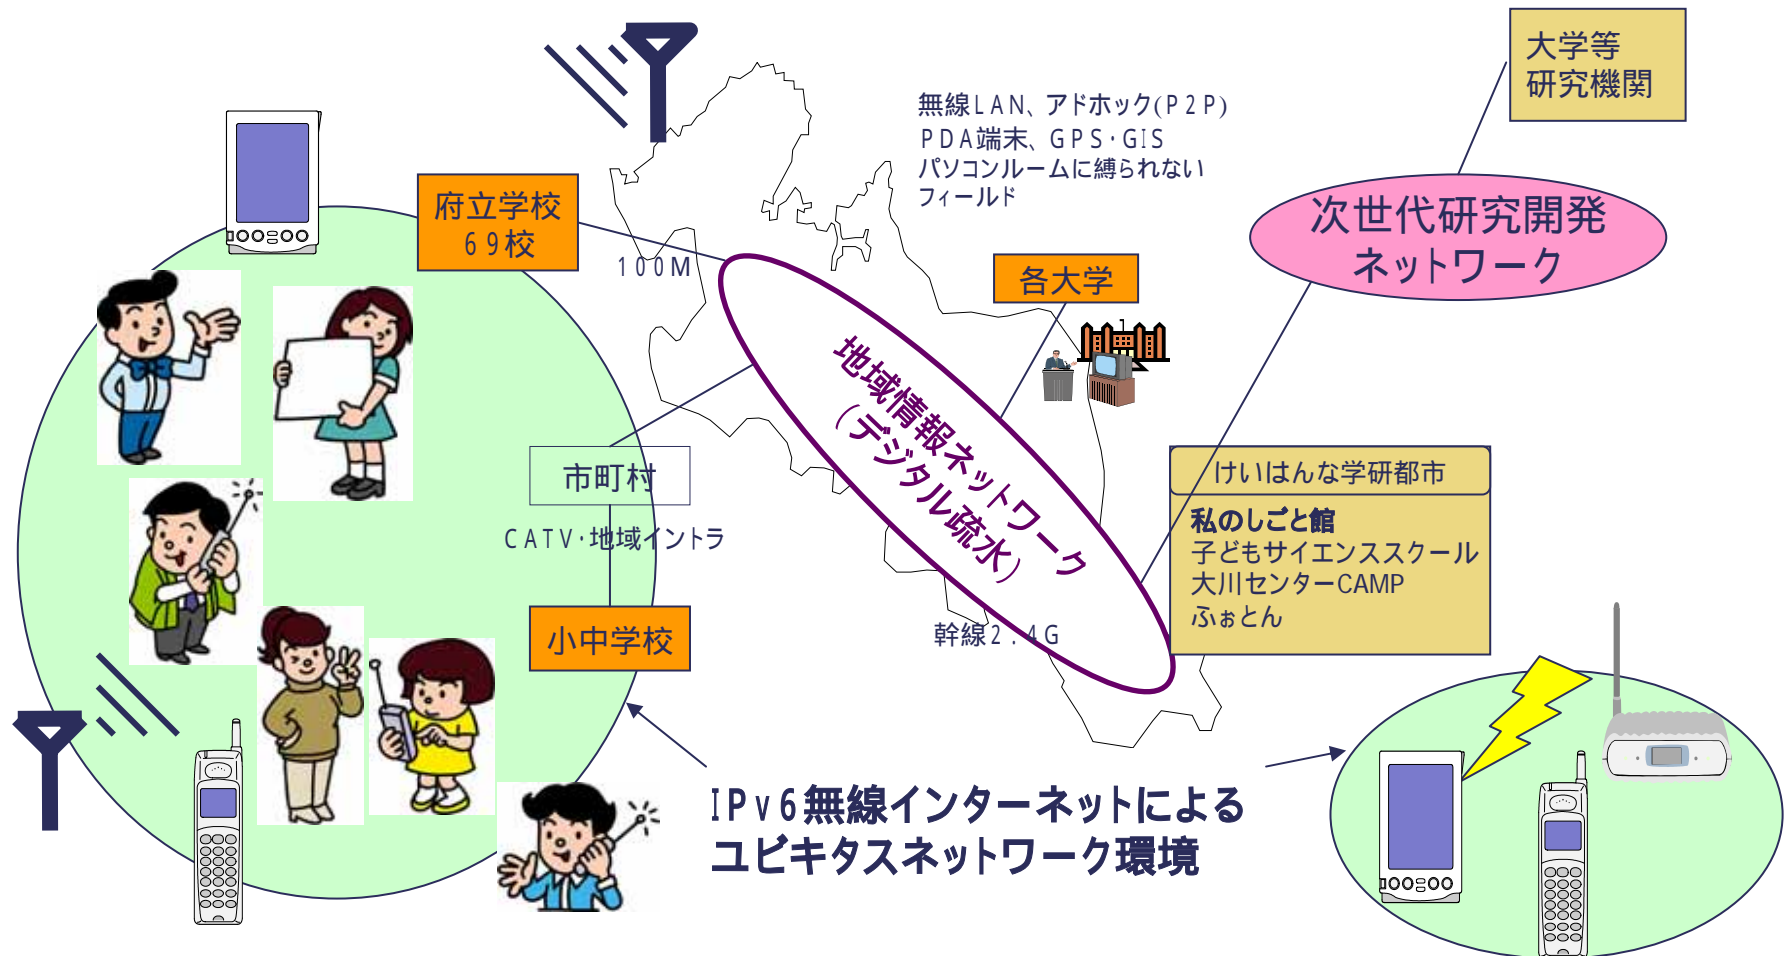 大学等
研究機関
無線LAN、アドホック(P2P)
PDA端末、GPS・GIS
パソコンルームに縛られない
フィールド
府立学校
69校
次世代研究開発
ネットワーク
100M
各大学
地域情報ネットワーク
(デジタル疏水)
市町村
けいはんな学研都市
CATV・地域イントラ
私のしごと館
子どもサイエンススクール
大川センターCAMP
ふぉとん
小中学校
幹線2.4G
IPv6無線インターネットによる
ユビキタスネットワーク環境